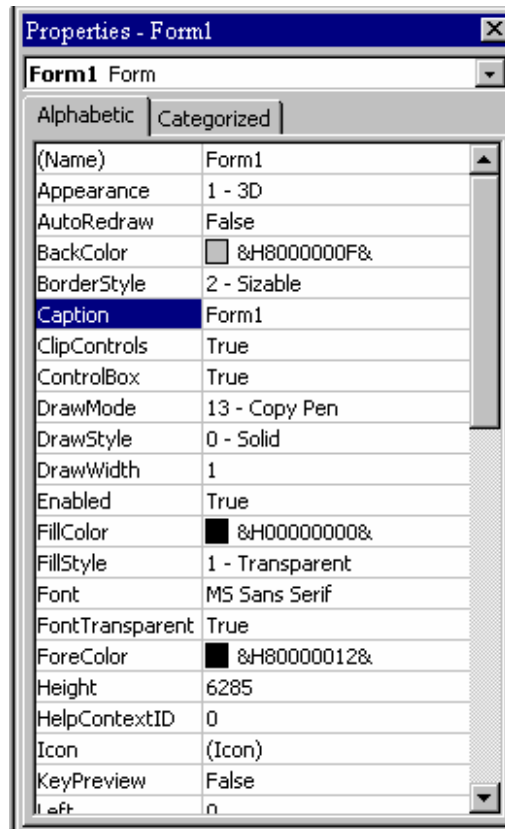 Properties - Form1
Form1 Form
Alphabetic Categorized
(Name) Form1
Appearance 1 - 3D
AutoRedraw False
BackColor &H8000000F&
BorderStyle 2 - Sizable
Caption Form1
ClipControls True
ControlBox True
DrawMode 13 - Copy Pen
DrawStyle 0 - Solid
DrawWidth 1
Enabled True
FillColor &H00000000&
FillStyle 1 - Transparent
Font MS Sans Serif
FontTransparent True
ForeColor &H80000012&
Height 6285
HelpContextID 0
Icon (Icon)
KeyPreview False
Left 0